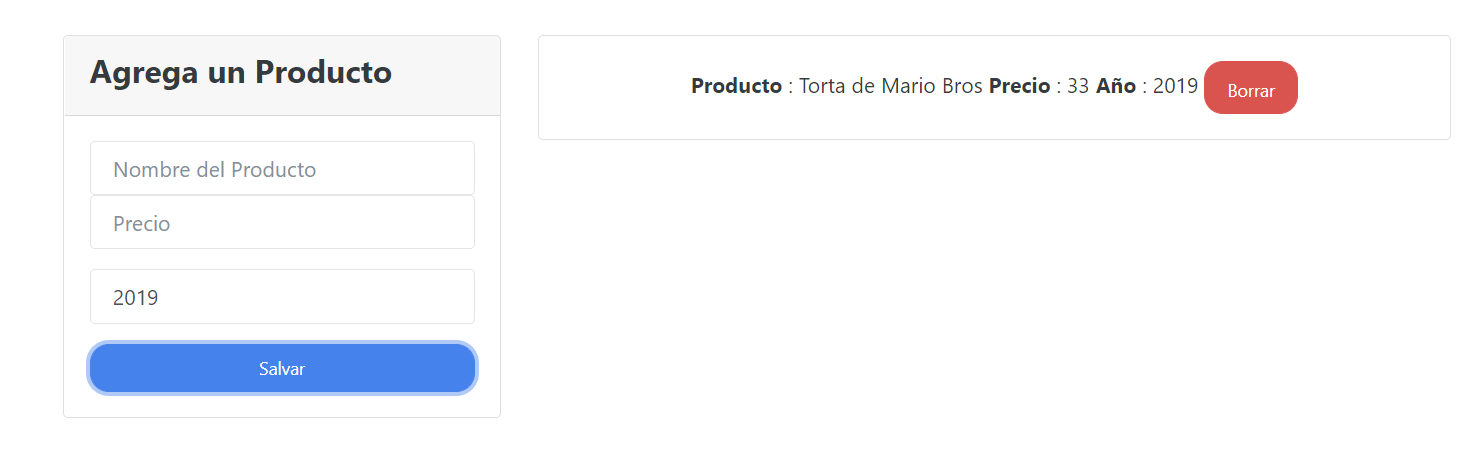 Agrega un Producto
Nombre del Producto
Precio
2019
Salvar
Producto : Torta de Mario Bros Precio : 33 Año : 2019 Borrar